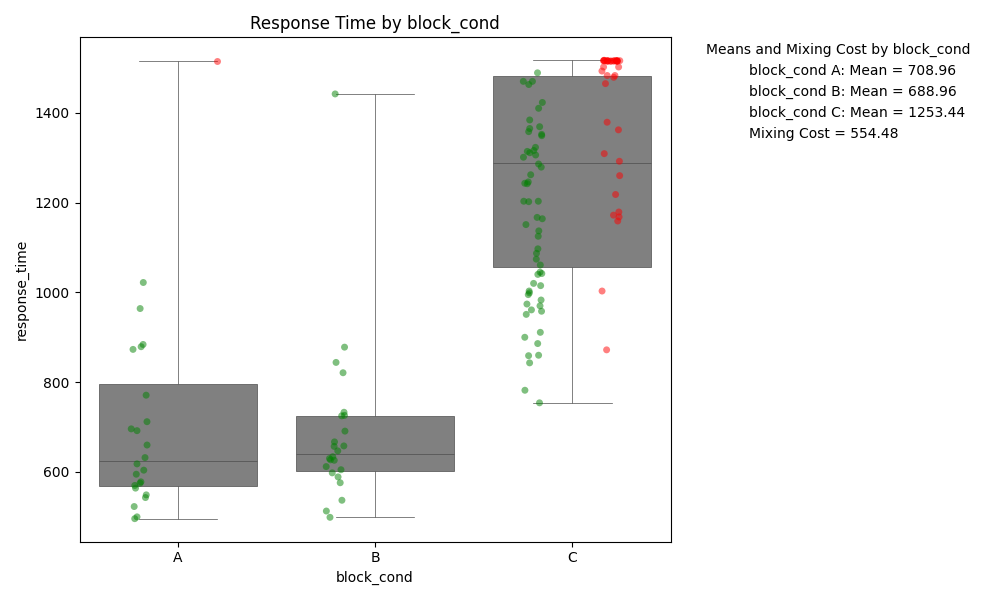 Response Time by block_cond
Means and Mixing Cost by block_cond
block_cond A: Mean = 708.96
block_cond B: Mean = 688.96
block_cond C: Mean = 1253.44
Mixing Cost = 554.48
response_time
1400
1200
1000
800
600
A
B
C
block_cond